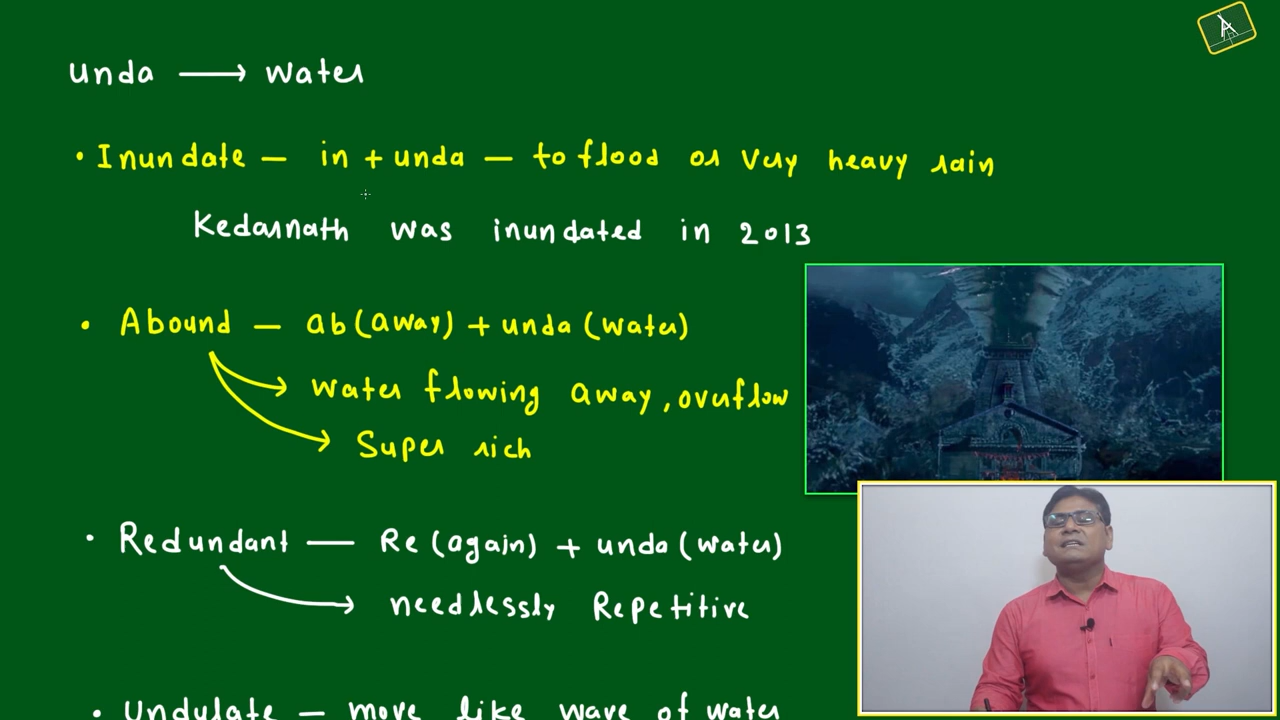 unda → water
• Inundate – in + unda – to flood or very heavy rain
Kedarnath was inundated in 2013
• Abound – ab (away) + unda (water)
→ water flowing away, overflow
→ Super rich
• Redundant – Re (again) + unda (water)
→ needlessly Repetitive
• Undulate – move like wave of water
A